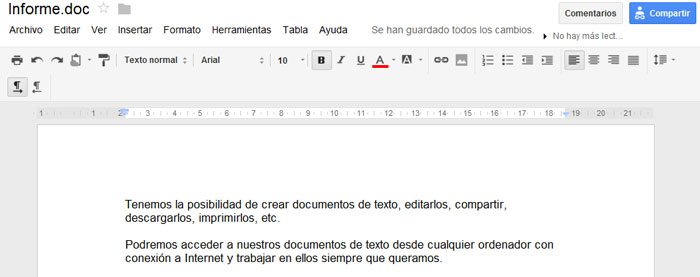 Informe.doc
Comentarios
Compartir
Archivo Editar Ver Insertar Formato Herramientas Tabla Ayuda
Se han guardado todos los cambios.
No hay más lect...
Texto normal
Arial
10
B I U A A
1 1 2 3 4 5 6 7 8 9 10 11 12 13 14 15 16 17 18 19 20 21
Tenemos la posibilidad de crear documentos de texto, editarlos, compartir,
descargarlos, imprimirlos, etc.
Podremos acceder a nuestros documentos de texto desde cualquier ordenador con
conexión a Internet y trabajar en ellos siempre que queramos.